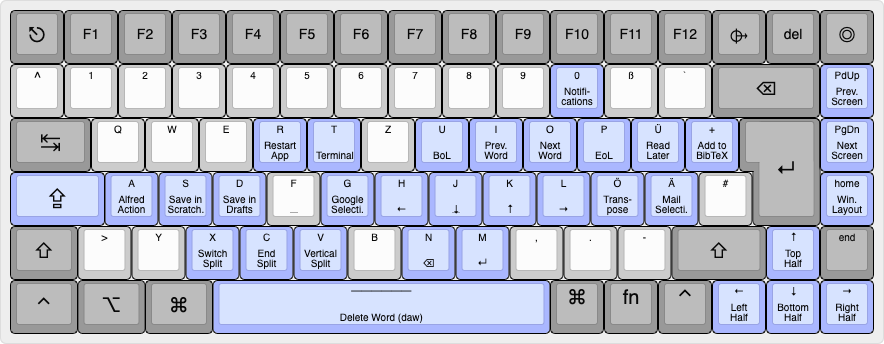 F1 F2 F3 F4 F5 F6 F7 F8 F9 F10 F11 F12 del
^ 1 2 3 4 5 6 7 8 9 0 ß ` ⌫ PdUp
Notifi- Prev.
cations Screen
↹ Q W E R T Z U I O P Ü + PgDn
Restart Terminal BoL Prev. Next EoL Read Add to Next
App Word Word Later BibTeX Screen
↵
⇪ A S D F G H J K L Ö Ä # home
Alfred Save in Save in _ Google ← ↓ ↑ → Trans- Mail Win.
Action Scratch. Drafts Selecti. pose Selecti. Layout
⇧ > Y X C V B N M , . - ⇧ ↑ end
Switch End Vertical ⌫ ↵ Top
Split Split Split Half
^ ⌥ ⌘ ⌘ fn ^ ← ↓ →
Delete Word (daw) Left Bottom Right
Half Half Half